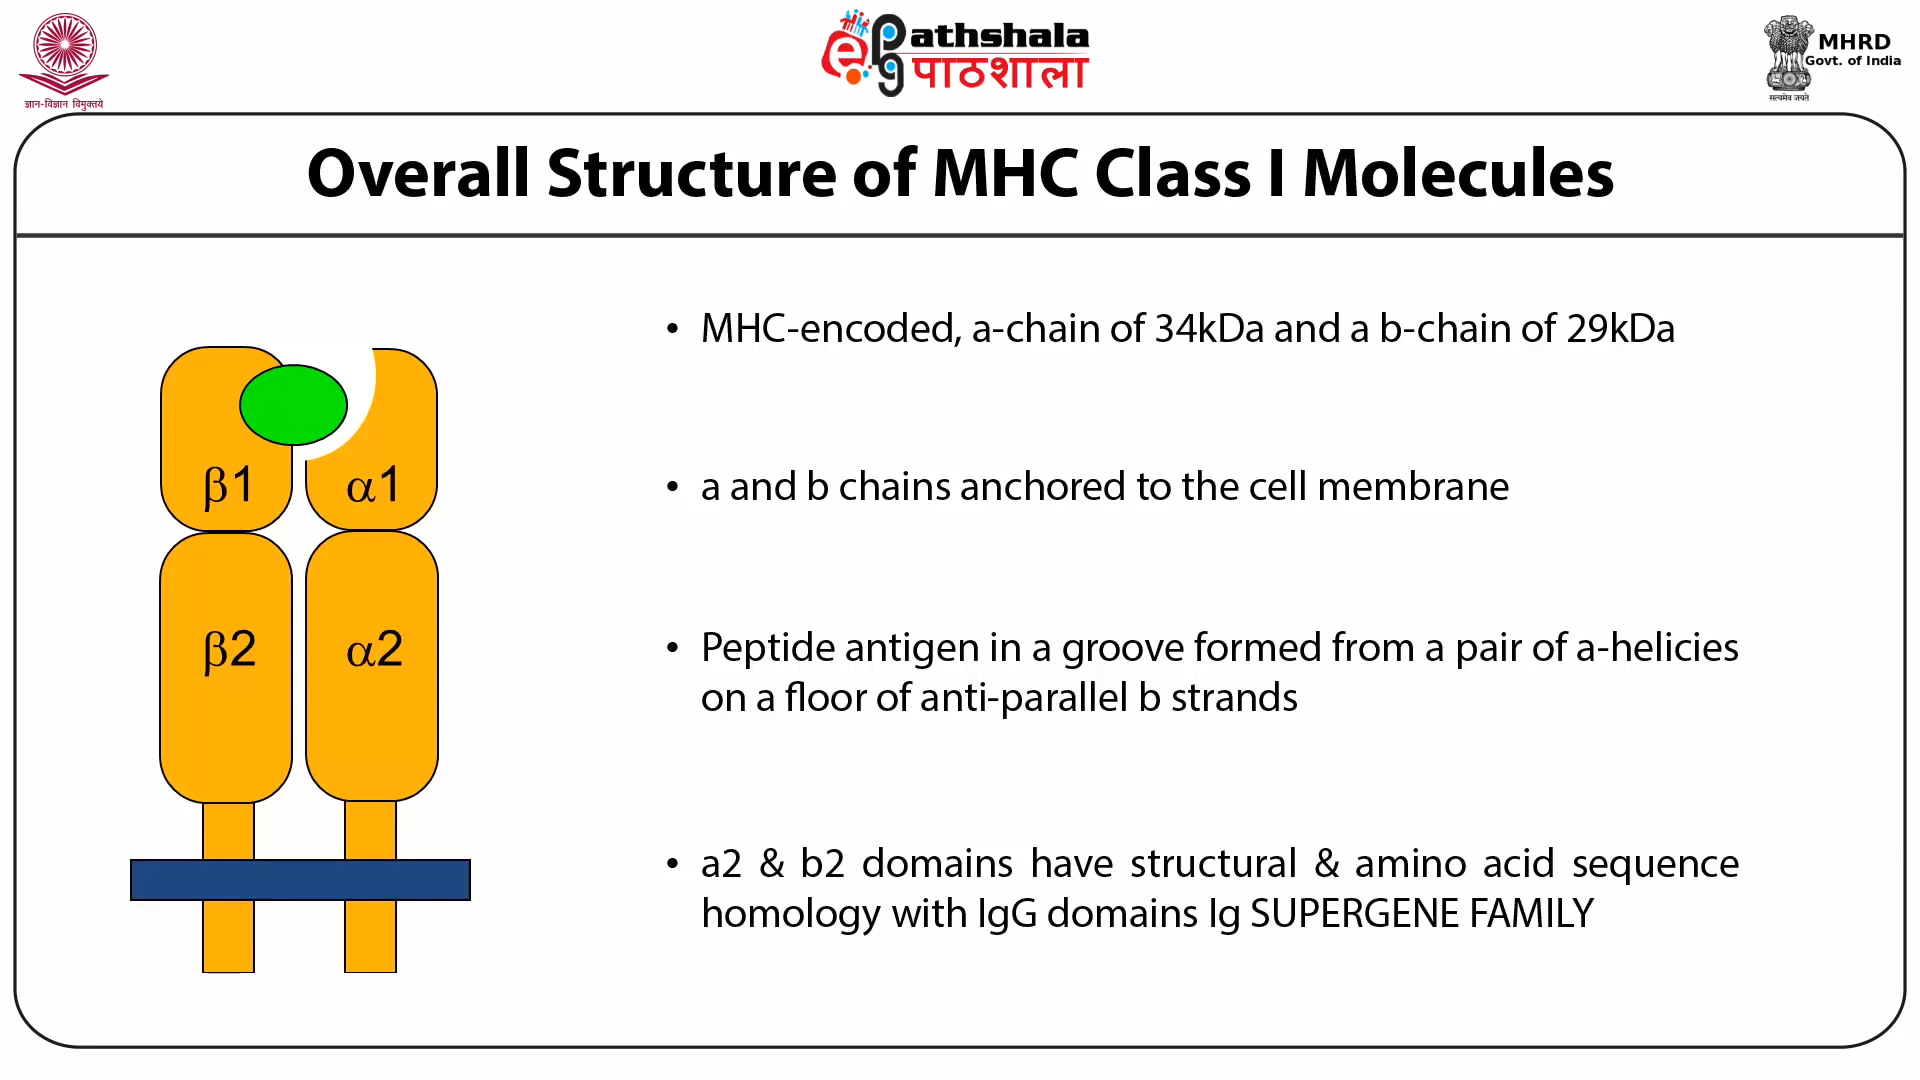 ज्ञान-विज्ञान विमुक्तये
ePathshala
पाठशाला
MHRD
Govt. of India
सत्यमेव जयते
Overall Structure of MHC Class I Molecules
• MHC-encoded, a-chain of 34kDa and a b-chain of 29kDa
• a and b chains anchored to the cell membrane
• Peptide antigen in a groove formed from a pair of a-helicies
on a floor of anti-parallel b strands
• a2 & b2 domains have structural & amino acid sequence
homology with IgG domains Ig SUPERGENE FAMILY
β1 α1
β2 α2